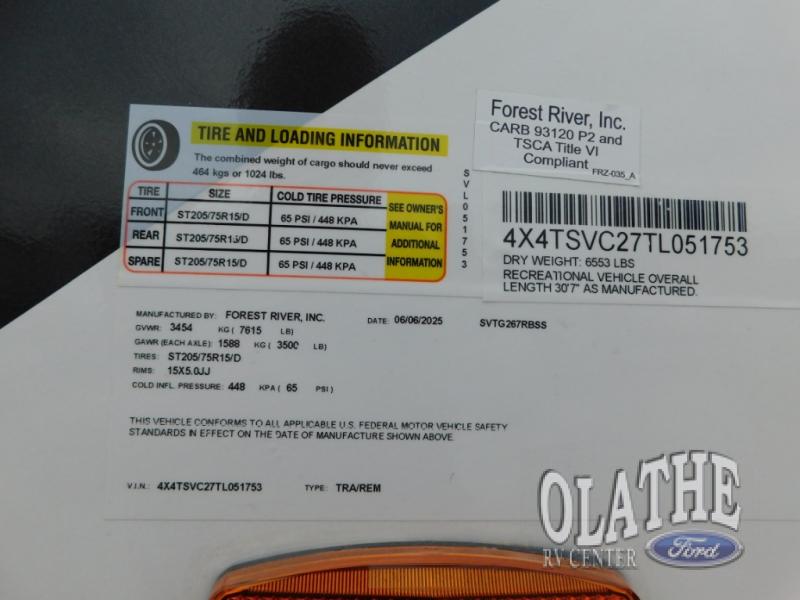 TIRE AND LOADING INFORMATION
The combined weight of cargo should never exceed
464 kgs or 1024 lbs.
TIRE SIZE COLD TIRE PRESSURE
FRONT ST205/75R15/D 65 PSI / 448 KPA
REAR ST205/75R15/D 65 PSI / 448 KPA
SPARE ST205/75R15/D 65 PSI / 448 KPA
SEE OWNER'S
MANUAL FOR
ADDITIONAL
INFORMATION
SVL051753
Forest River, Inc.
CARB 93120 P2 and
TSCA Title VI
Compliant
FRZ-035_A
4X4TSVC27TL051753
DRY WEIGHT: 6553 LBS
RECREATIONAL VEHICLE OVERALL
LENGTH 30'7" AS MANUFACTURED.
MANUFACTURED BY: FOREST RIVER, INC. DATE: 06/06/2025 SVTG267RBSS
GVWR: 3454 KG ( 7615 LB)
GAWR (EACH AXLE): 1588 KG ( 3500 LB)
TIRES: ST205/75R15/D
RIMS: 15X5.0JJ
COLD INFL. PRESSURE: 448 KPA ( 65 PSI )
THIS VEHICLE CONFORMS TO ALL APPLICABLE U.S. FEDERAL MOTOR VEHICLE SAFETY
STANDARDS IN EFFECT ON THE DATE OF MANUFACTURE SHOWN ABOVE.
V.I.N.: 4X4TSVC27TL051753 TYPE: TRA/REM
OLATHE
RV CENTER
Ford